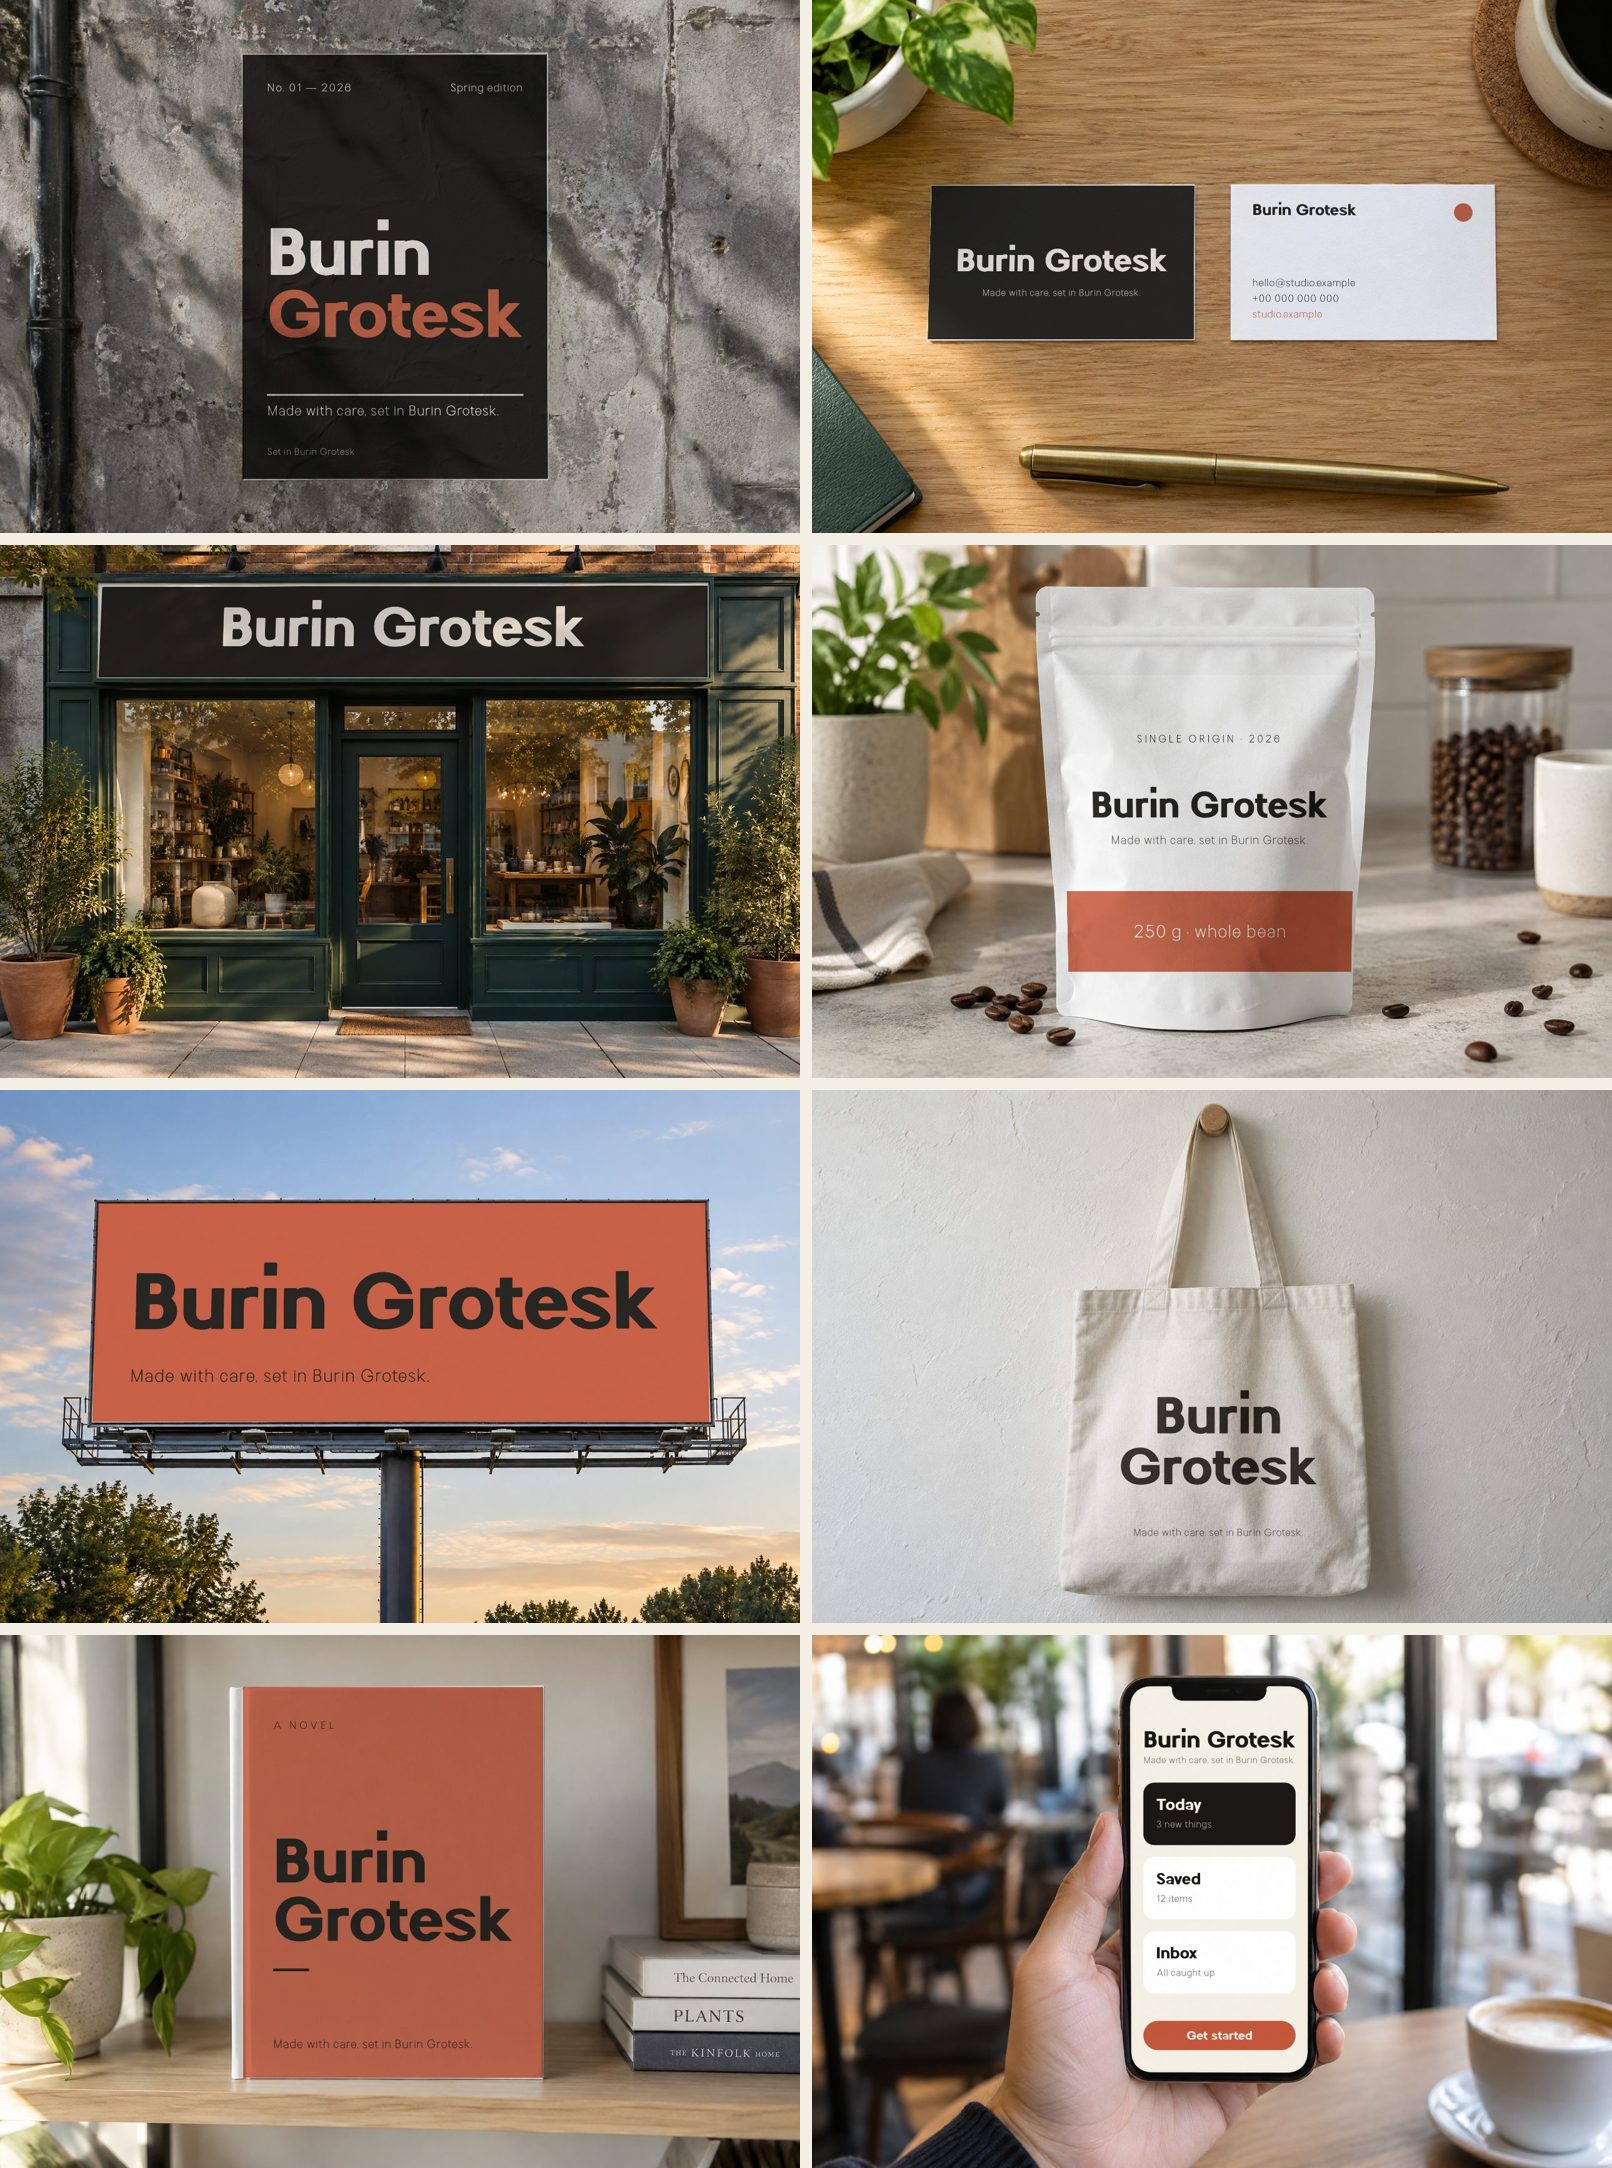 No. 01 — 2026
Spring edition
Burin
Grotesk
Made with care, set in Burin Grotesk.
Set in Burin Grotesk
Burin Grotesk
Made with care, set in Burin Grotesk.
Burin Grotesk
hello@studio.example
+00 000 000 000
studio.example
Burin Grotesk
SINGLE ORIGIN · 2026
Burin Grotesk
Made with care, set in Burin Grotesk.
250 g · whole bean
Burin Grotesk
Made with care, set in Burin Grotesk.
Burin
Grotesk
Made with care, set in Burin Grotesk.
A NOVEL
Burin
Grotesk
Made with care, set in Burin Grotesk.
The Connected Home
PLANTS
THE KINFOLK HOME
Burin Grotesk
Made with care, set in Burin Grotesk.
Today
3 new things
Saved
12 items
Inbox
All caught up
Get started